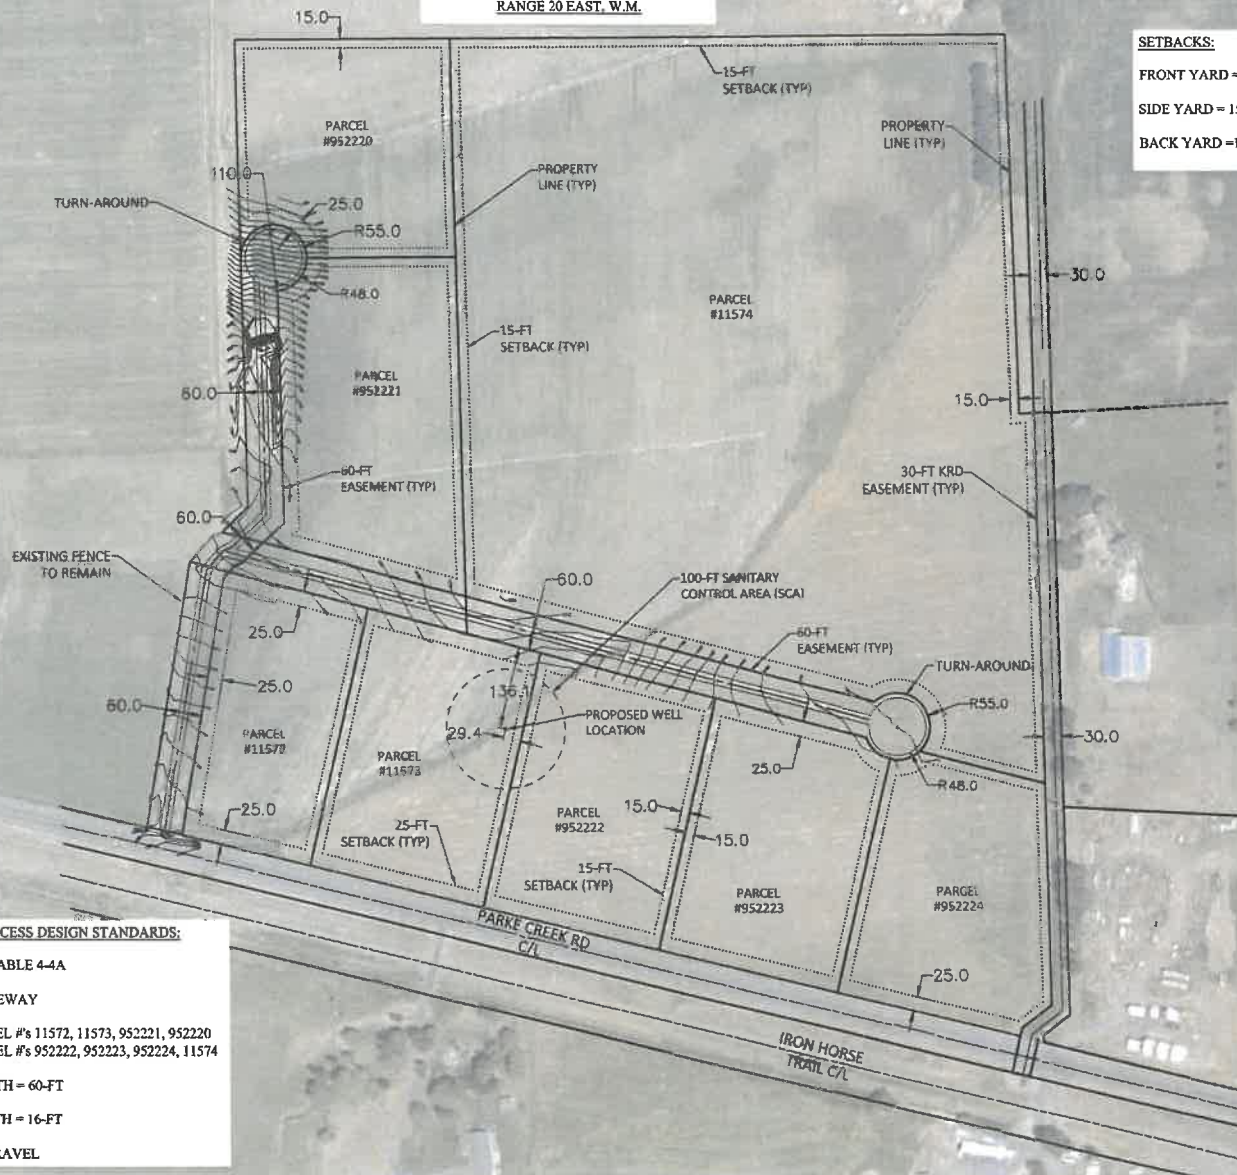 RANGE 20 EAST, W.M.
15.0
15-FT
SETBACK (TYP)
SETBACKS:
FRONT YARD =
SIDE YARD = 15
BACK YARD =
PARCEL
#952220
PROPERTY
LINE (TYP)
PROPERTY
LINE (TYP)
110.0
TURN-AROUND
25.0
R55.0
R48.0
30.0
PARCEL
#11574
15-FT
SETBACK (TYP)
PARCEL
#952221
60.0
15.0
60-FT
EASEMENT (TYP)
30-FT KRD
EASEMENT (TYP)
60.0
EXISTING FENCE
TO REMAIN
60.0
100-FT SANITARY
CONTROL AREA (SCA)
25.0
60-FT
EASEMENT (TYP)
TURN-AROUND
25.0
136.1
R55.0
60.0
PROPOSED WELL
LOCATION
29.4
30.0
PARCEL
PARCEL
#11573
25.0
R48.0
25.0
15.0
PARCEL
#952222
25-FT
SETBACK (TYP)
15.0
15-FT
SETBACK (TYP)
PARCEL
#952223
PARCEL
#952224
PARKE CREEK RD
C/L
25.0
IRON HORSE
TRAIL C/L
CESS DESIGN STANDARDS:
ABLE 4-4A
EWAY
EL #'s 11572, 11573, 952221, 952220
EL #'s 952222, 952223, 952224, 11574
TH = 60-FT
TH = 16-FT
RAVEL